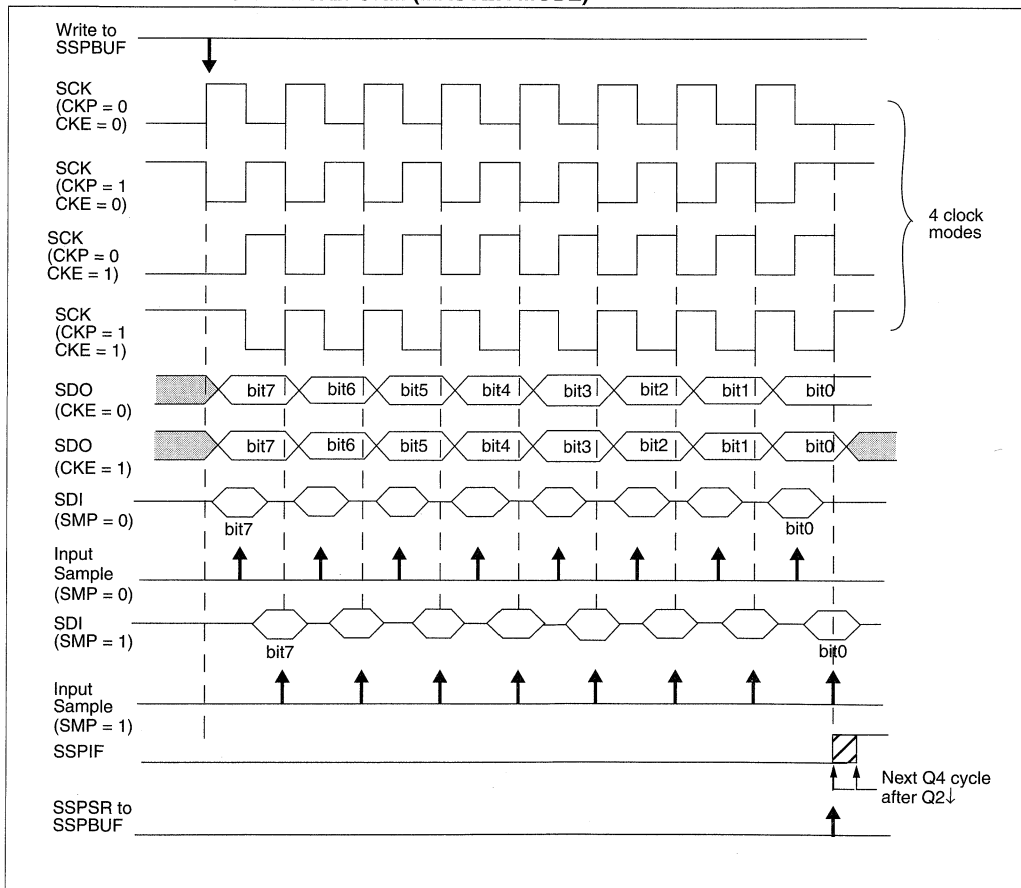 Write to
SSPBUF
SCK
(CKP = 0
CKE = 0)
SCK
(CKP = 1
CKE = 0)
SCK
(CKP = 0
CKE = 1)
SCK
(CKP = 1
CKE = 1)
4 clock
modes
SDO
(CKE = 0)
bit7 bit6 bit5 bit4 bit3 bit2 bit1 bit0
SDO
(CKE = 1)
bit7 bit6 bit5 bit4 bit3 bit2 bit1 bit0
SDI
(SMP = 0)
bit7 bit0
Input
Sample
(SMP = 0)
SDI
(SMP = 1)
bit7 bit0
Input
Sample
(SMP = 1)
SSPIF
Next Q4 cycle
after Q2↓
SSPSR to
SSPBUF